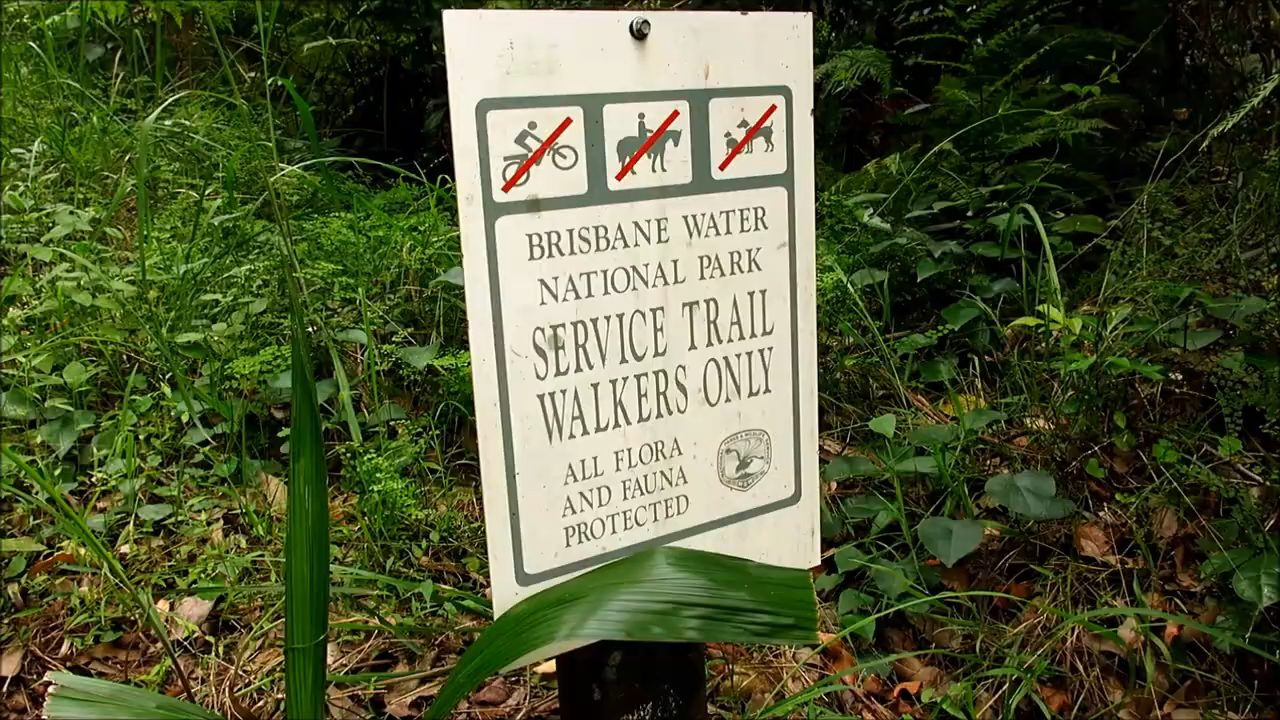 BRISBANE WATER
NATIONAL PARK
SERVICE TRAIL
WALKERS ONLY
ALL FLORA
AND FAUNA
PROTECTED